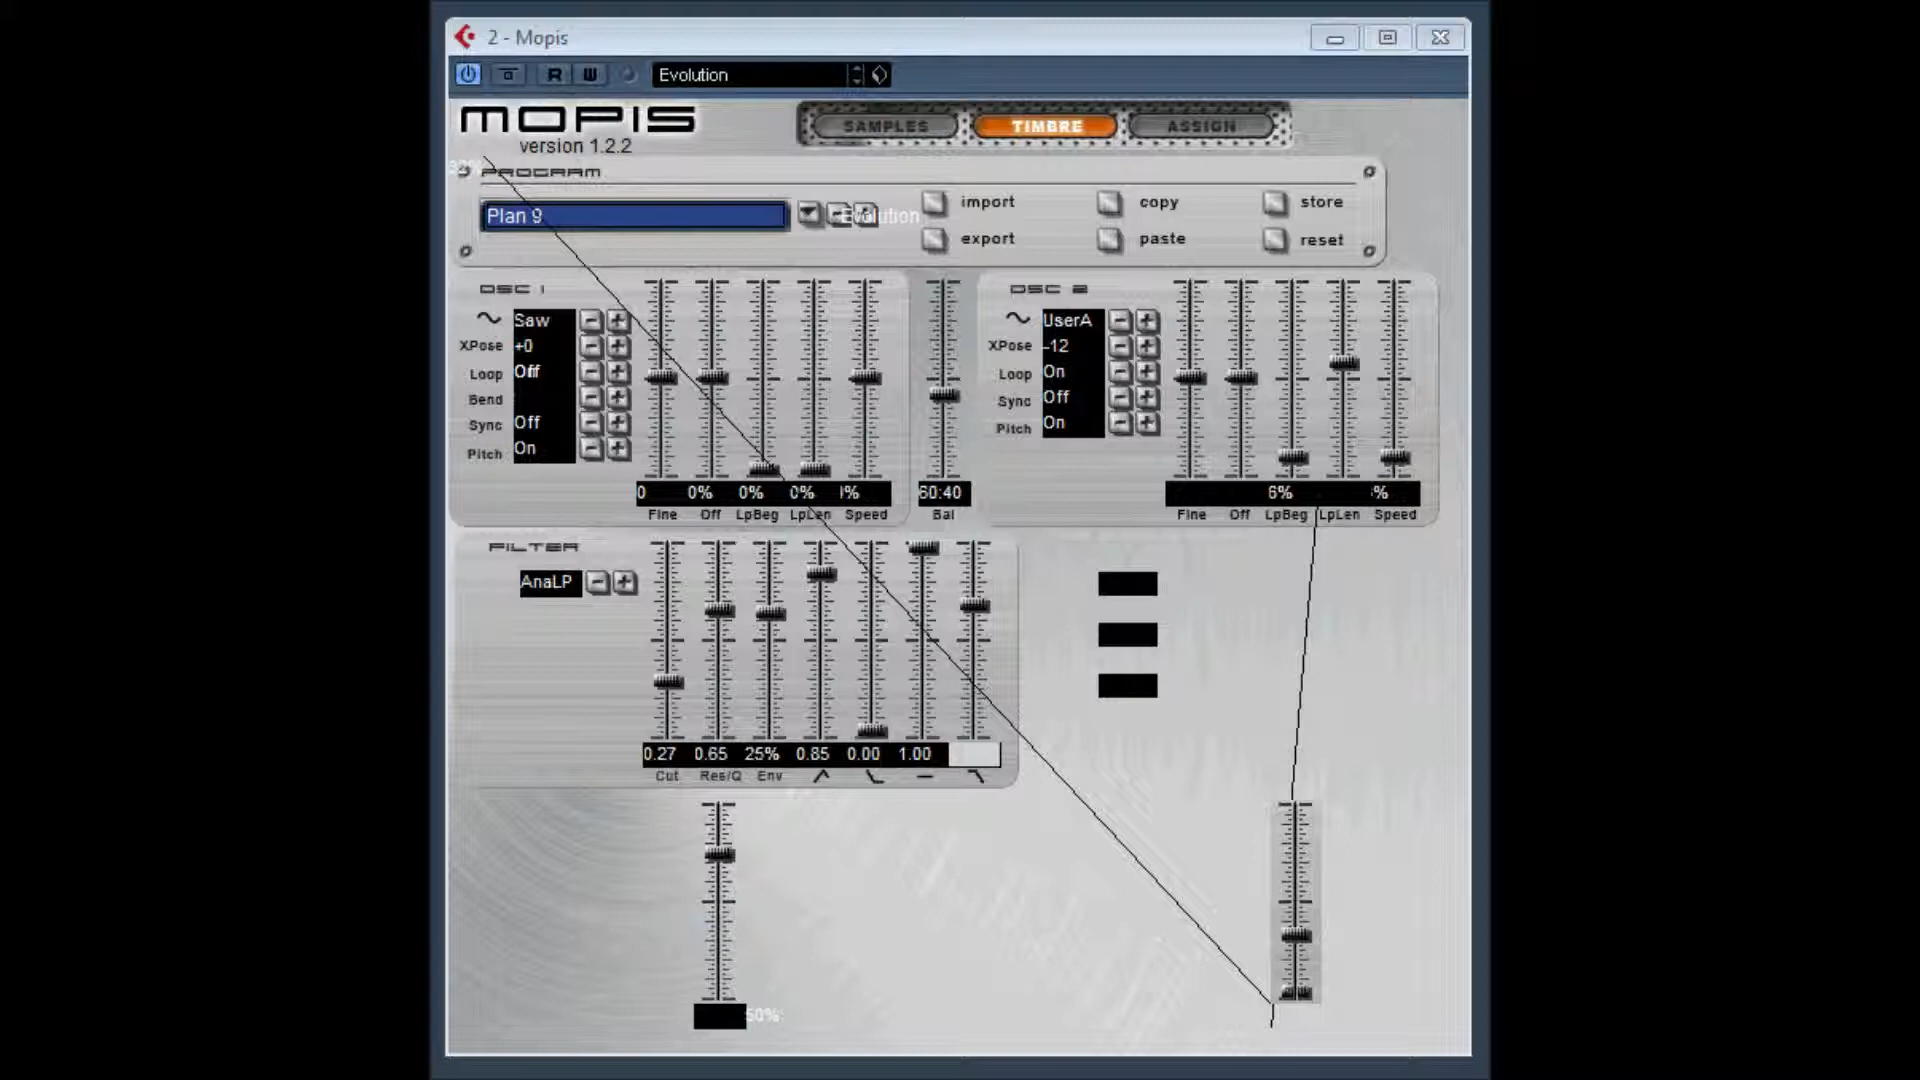 2 - Mopis
R W Evolution
MOPIS
version 1.2.2
SAMPLES TIMBRE ASSIGN
PROGRAM
Plan 9
Evolution
import copy store
export paste reset
OSC 1
Saw
XPose +0
Loop Off
Bend
Sync Off
Pitch On
0 0% 0% 0%
Fine Off LpBeg LpLen Speed
60:40
Bal
OSC 2
UserA
XPose -12
Loop On
Sync Off
Pitch On
6% %
Fine Off LpBeg LpLen Speed
FILTER
AnaLP
0.27 0.65 25% 0.85 0.00 1.00
Cut Res/Q Env
50%